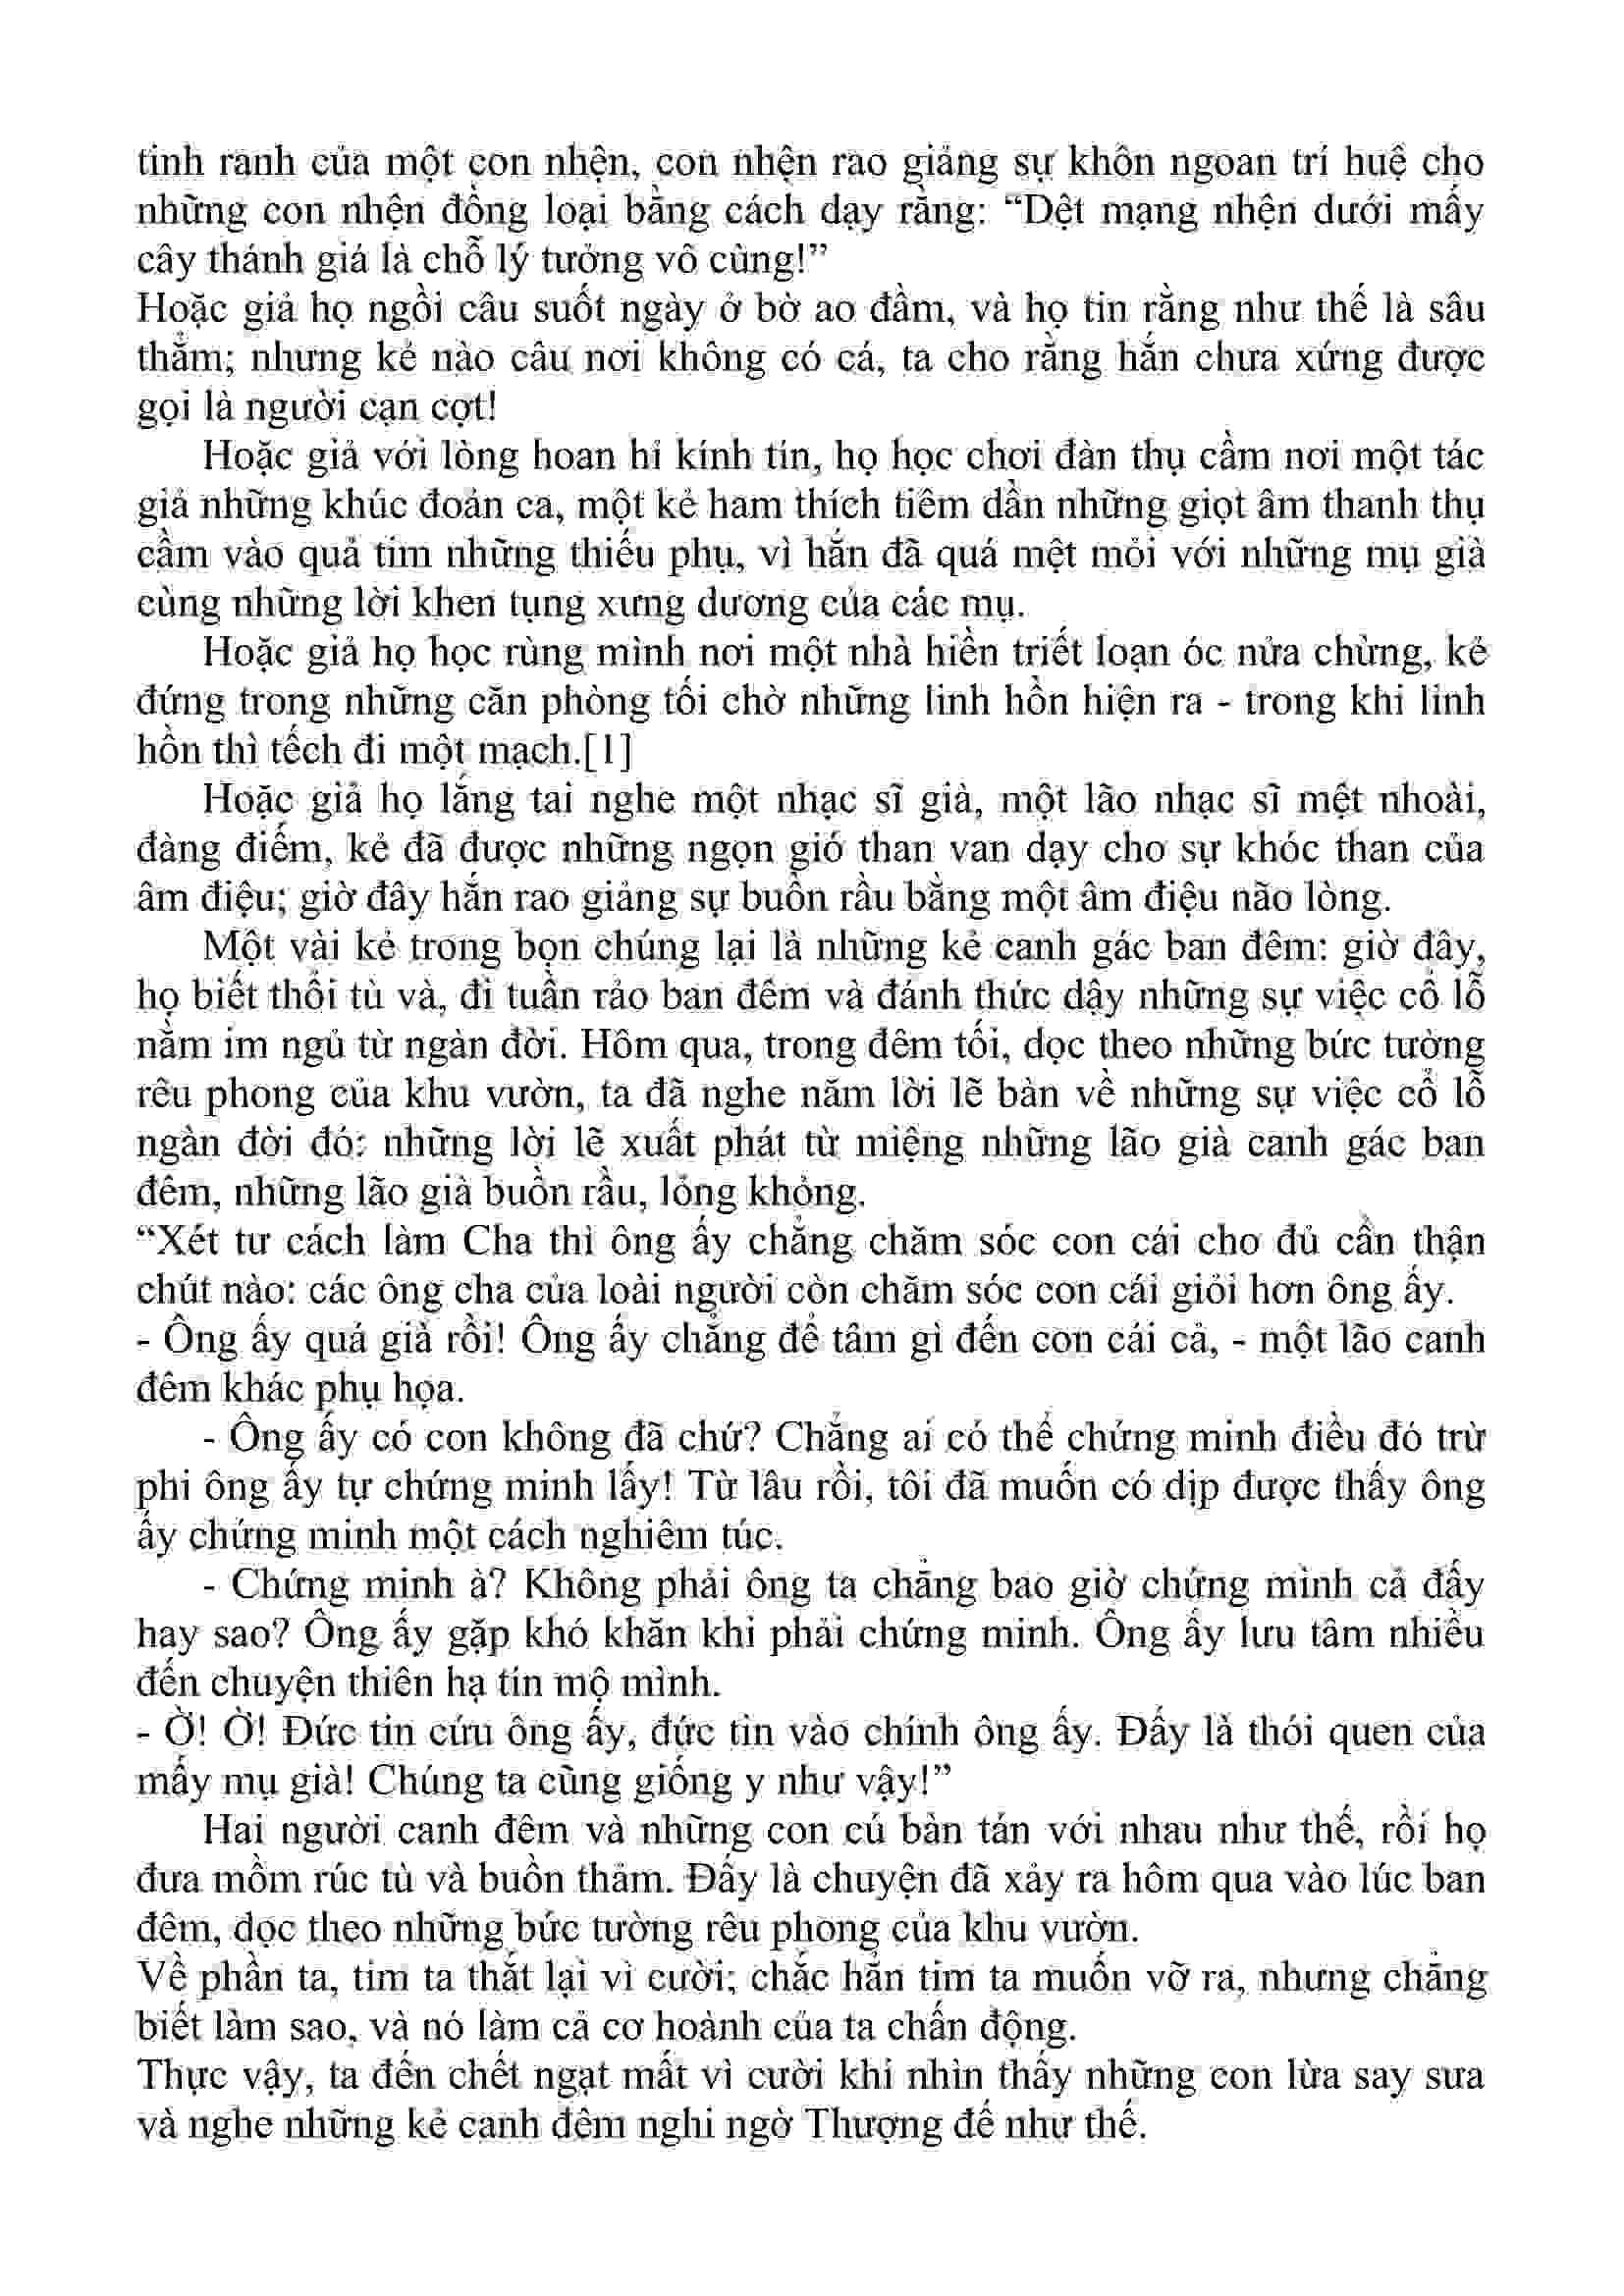 tinh ranh của một con nhện, con nhện rao giảng sự khôn ngoan trí huệ cho
những con nhện đồng loại bằng cách dạy rằng: “Dệt mạng nhện dưới mấy
cây thánh giá là chỗ lý tưởng vô cùng!”
Hoặc giả họ ngồi câu suốt ngày ở bờ ao đầm, và họ tin rằng như thế là sâu
thẳm; nhưng kẻ nào câu nơi không có cá, ta cho rằng hắn chưa xứng được
gọi là người cạn cợt!
Hoặc giả với lòng hoan hỉ kính tín, họ học chơi đàn thụ cầm nơi một tác
giả những khúc đoản ca, một kẻ ham thích tiêm dần những giọt âm thanh thụ
cầm vào quả tim những thiếu phụ, vì hắn đã quá mệt mỏi với những mụ già
cùng những lời khen tụng xưng dương của các mụ.
Hoặc giả họ học rùng mình nơi một nhà hiền triết loạn óc nửa chừng, kẻ
đứng trong những căn phòng tối chờ những linh hồn hiện ra - trong khi linh
hồn thì tếch đi một mạch.[1]
Hoặc giả họ lắng tai nghe một nhạc sĩ già, một lão nhạc sĩ mệt nhoài,
đàng điếm, kẻ đã được những ngọn gió than van dạy cho sự khóc than của
âm điệu; giờ đây hắn rao giảng sự buồn rầu bằng một âm điệu não lòng.
Một vài kẻ trong bọn chúng lại là những kẻ canh gác ban đêm: giờ đây,
họ biết thổi tù và, đi tuần rảo ban đêm và đánh thức dậy những sự việc cổ lỗ
nằm im ngủ từ ngàn đời. Hôm qua, trong đêm tối, dọc theo những bức tường
rêu phong của khu vườn, ta đã nghe năm lời lẽ bàn về những sự việc cổ lỗ
ngàn đời đó: những lời lẽ xuất phát từ miệng những lão già canh gác ban
đêm, những lão già buồn rầu, lỏng khỏng.
“Xét tư cách làm Cha thì ông ấy chẳng chăm sóc con cái cho đủ cần thận
chút nào: các ông cha của loài người còn chăm sóc con cái giỏi hơn ông ấy.
- Ông ấy quá già rồi! Ông ấy chẳng để tâm gì đến con cái cả, - một lão canh
đêm khác phụ họa.
- Ông ấy có con không đã chứ? Chẳng ai có thể chứng minh điều đó trừ
phi ông ấy tự chứng minh lấy! Từ lâu rồi, tôi đã muốn có dịp được thấy ông
ấy chứng minh một cách nghiêm túc.
- Chứng minh à? Không phải ông ta chẳng bao giờ chứng mình cả đấy
hay sao? Ông ấy gặp khó khăn khi phải chứng minh. Ông ấy lưu tâm nhiều
đến chuyện thiên hạ tín mộ mình.
- Ờ! Ờ! Đức tin cứu ông ấy, đức tin vào chính ông ấy. Đấy là thói quen của
mấy mụ già! Chúng ta cũng giống y như vậy!”
Hai người canh đêm và những con cú bàn tán với nhau như thế, rồi họ
đưa mồm rúc tù và buồn thảm. Đấy là chuyện đã xảy ra hôm qua vào lúc ban
đêm, dọc theo những bức tường rêu phong của khu vườn.
Về phần ta, tim ta thắt lại vì cười; chắc hẳn tim ta muốn vỡ ra, nhưng chẳng
biết làm sao, và nó làm cả cơ hoành của ta chấn động.
Thực vậy, ta đến chết ngạt mất vì cười khi nhìn thấy những con lừa say sưa
và nghe những kẻ canh đêm nghi ngờ Thượng đế như thế.